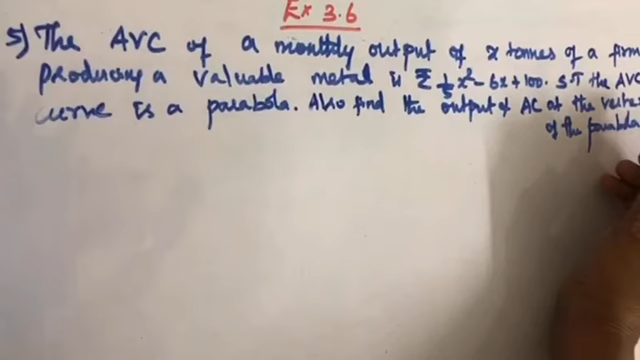 Ex 3.6
5) The AVC of a monthly output of x tonnes of a firm
producing a valuable metal is ₹ 1/5 x² - 6x + 100. S.T the AVC
curve is a parabola. Also find the output of AC at the vertex
of the parabola